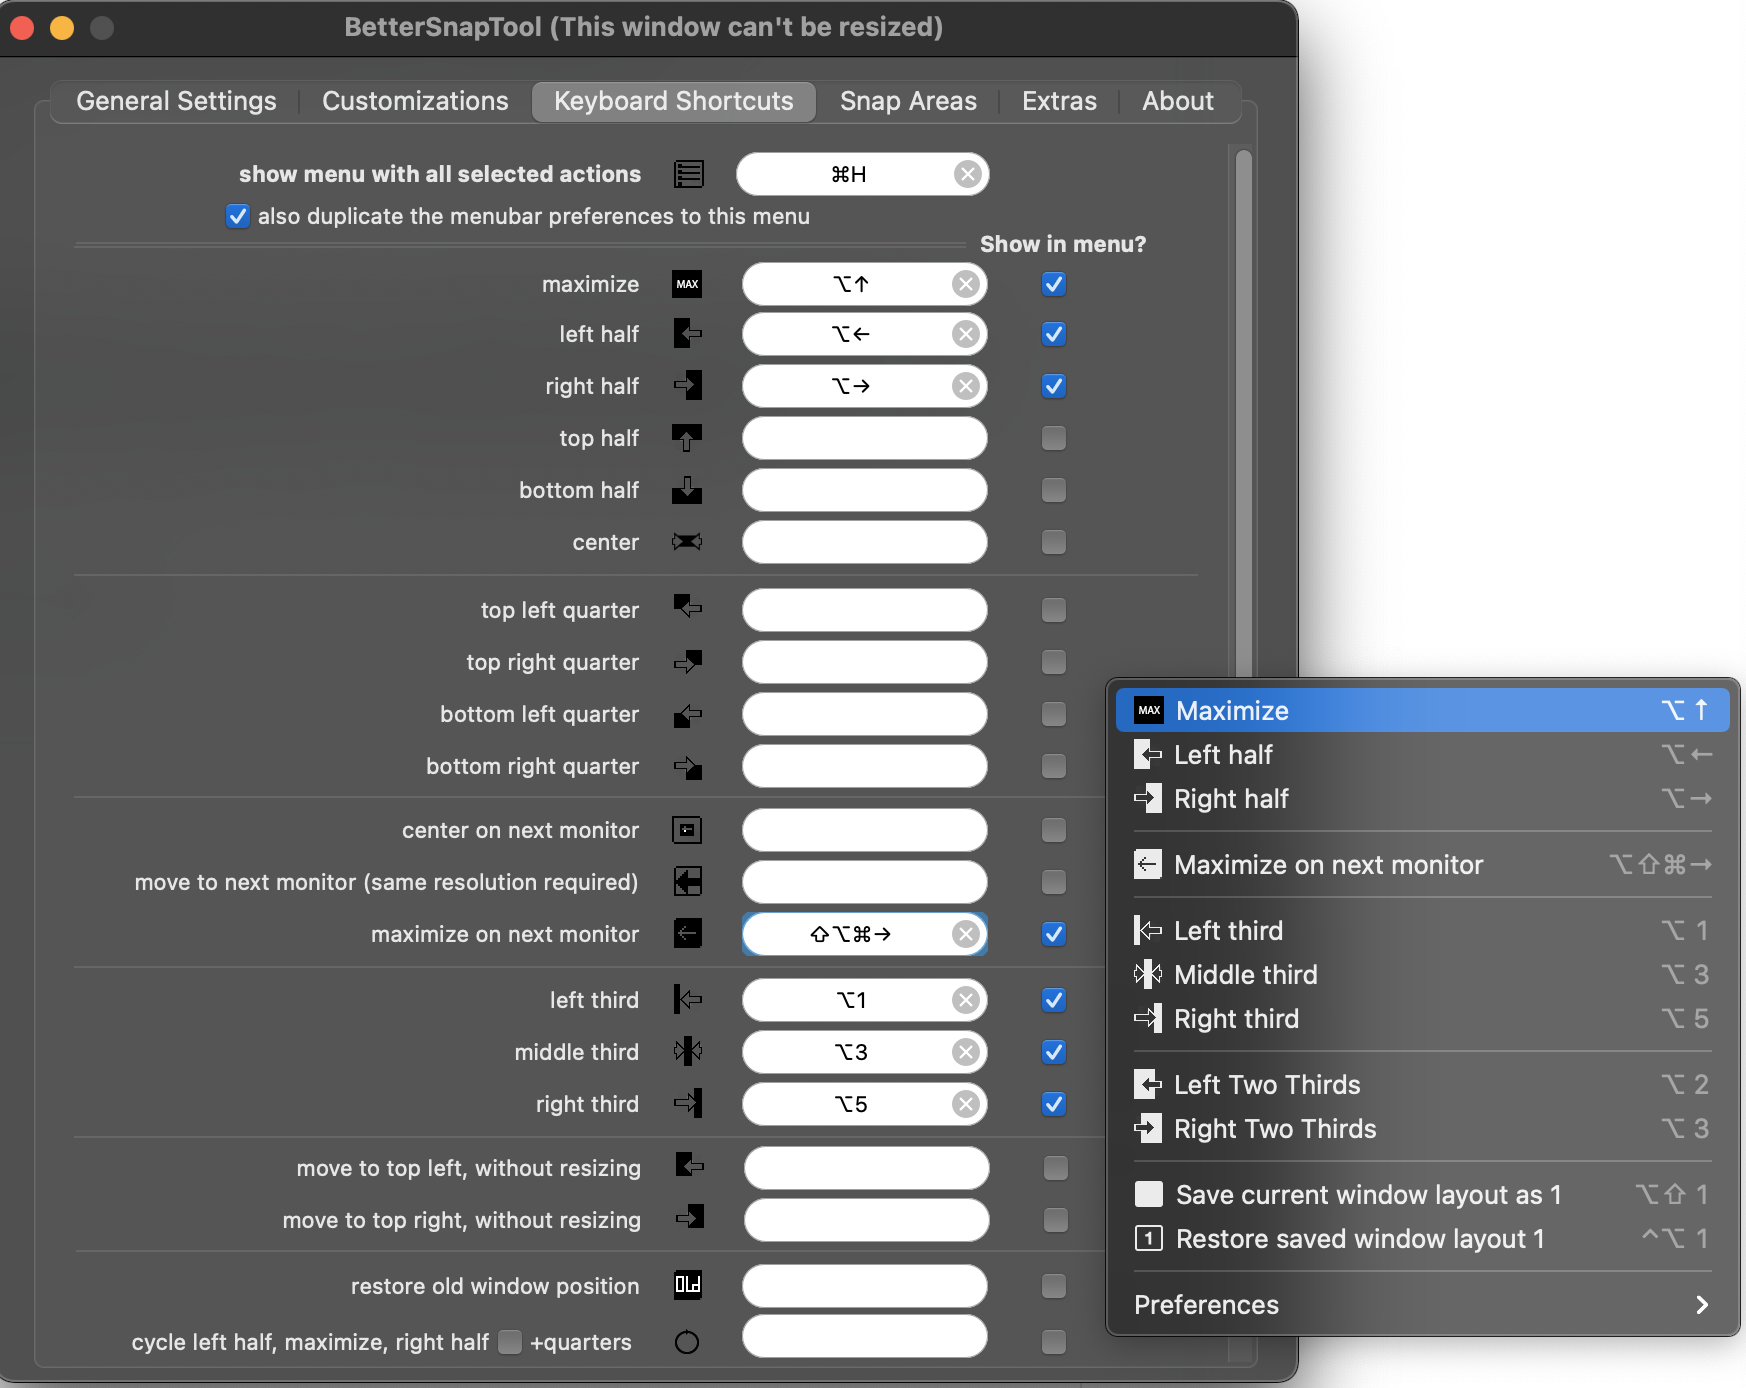 BetterSnapTool (This window can't be resized)
General Settings
Customizations
Keyboard Shortcuts
Snap Areas
Extras
About
show menu with all selected actions ⌘H
also duplicate the menubar preferences to this menu
Show in menu?
maximize MAX ⌥↑
left half ⌥←
right half ⌥→
top half
bottom half
center
top left quarter
top right quarter
bottom left quarter
bottom right quarter
center on next monitor
move to next monitor (same resolution required)
maximize on next monitor ⇧⌥⌘→
left third ⌥1
middle third ⌥3
right third ⌥5
move to top left, without resizing
move to top right, without resizing
restore old window position OLd
cycle left half, maximize, right half +quarters
MAX Maximize ⌥ ↑
Left half ⌥←
Right half ⌥→
Maximize on next monitor ⌥⇧⌘→
Left third ⌥ 1
Middle third ⌥ 3
Right third ⌥ 5
Left Two Thirds ⌥ 2
Right Two Thirds ⌥ 3
Save current window layout as 1 ⌥⇧ 1
1 Restore saved window layout 1 ^⌥ 1
Preferences